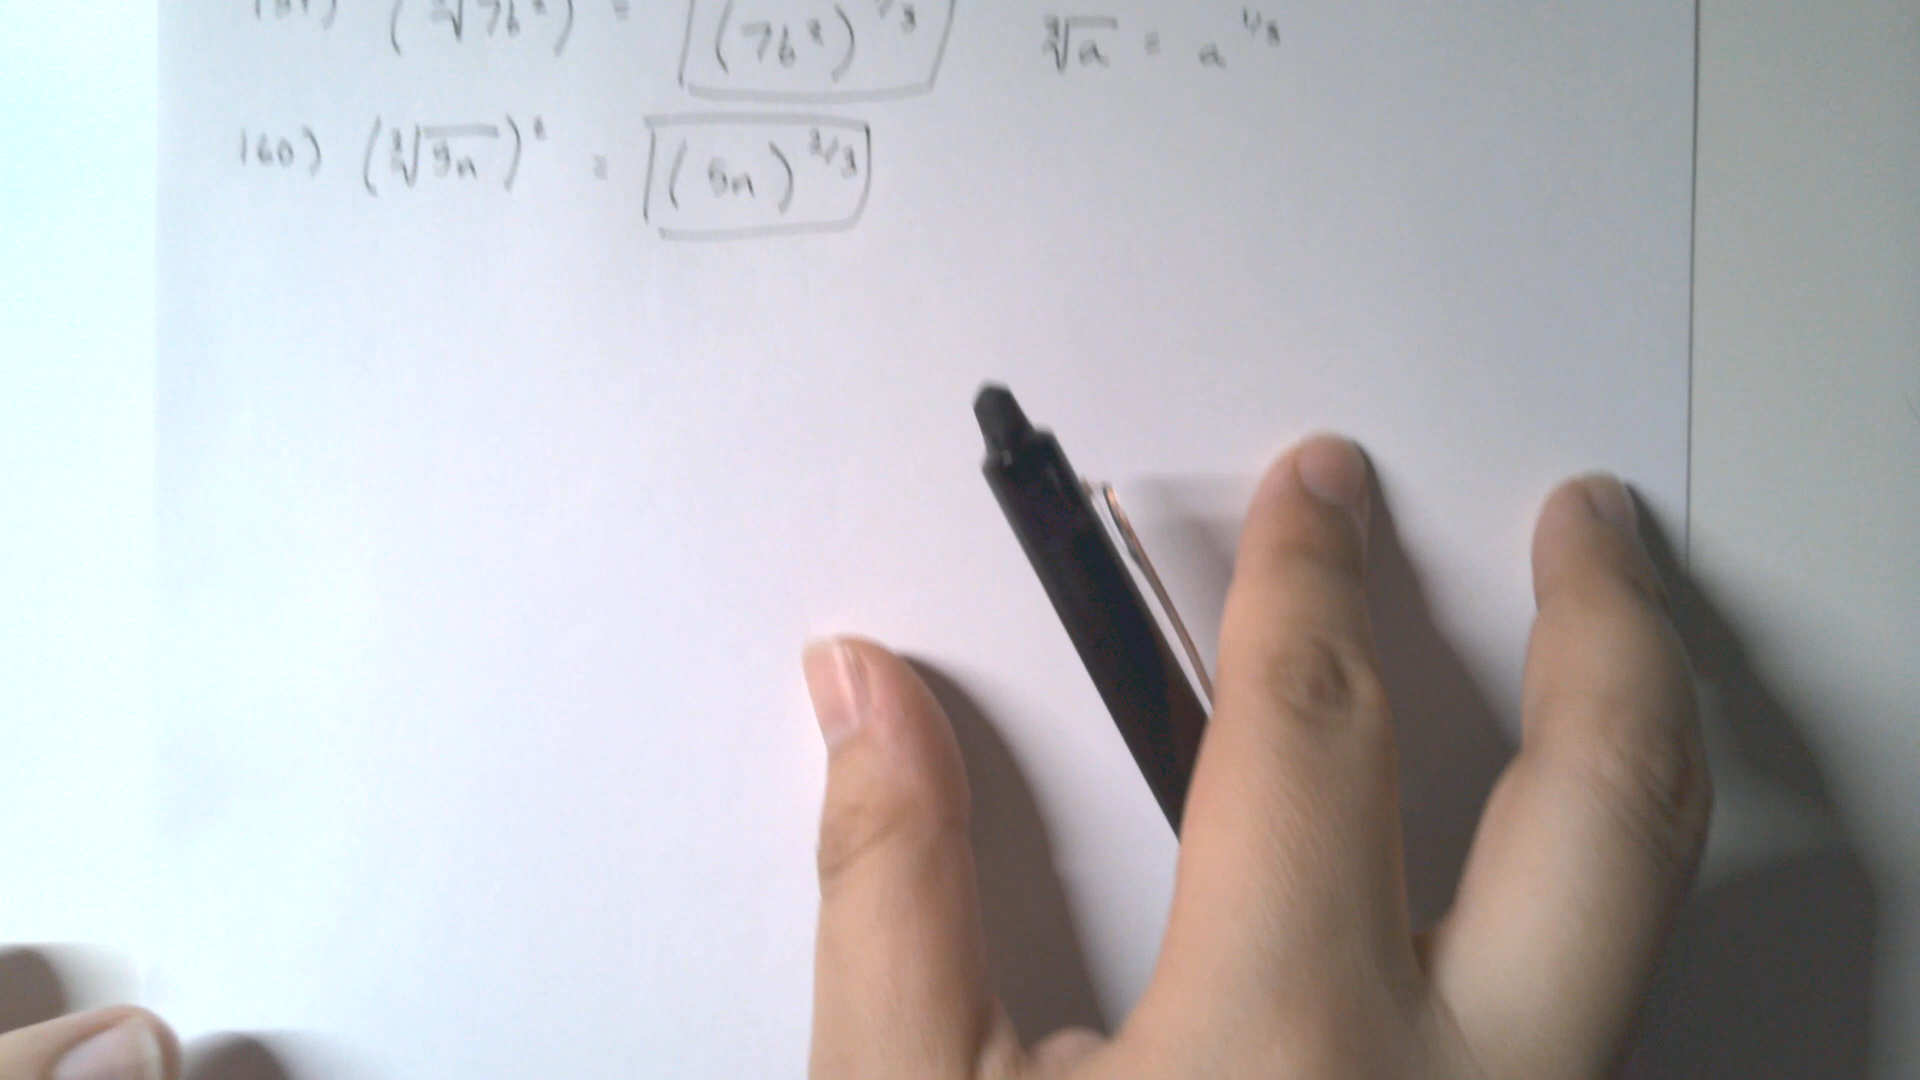 (∛7b²) = (7b²)^1/3 ∛a = a^1/3
160) (∛5n)² = (5n)^2/3